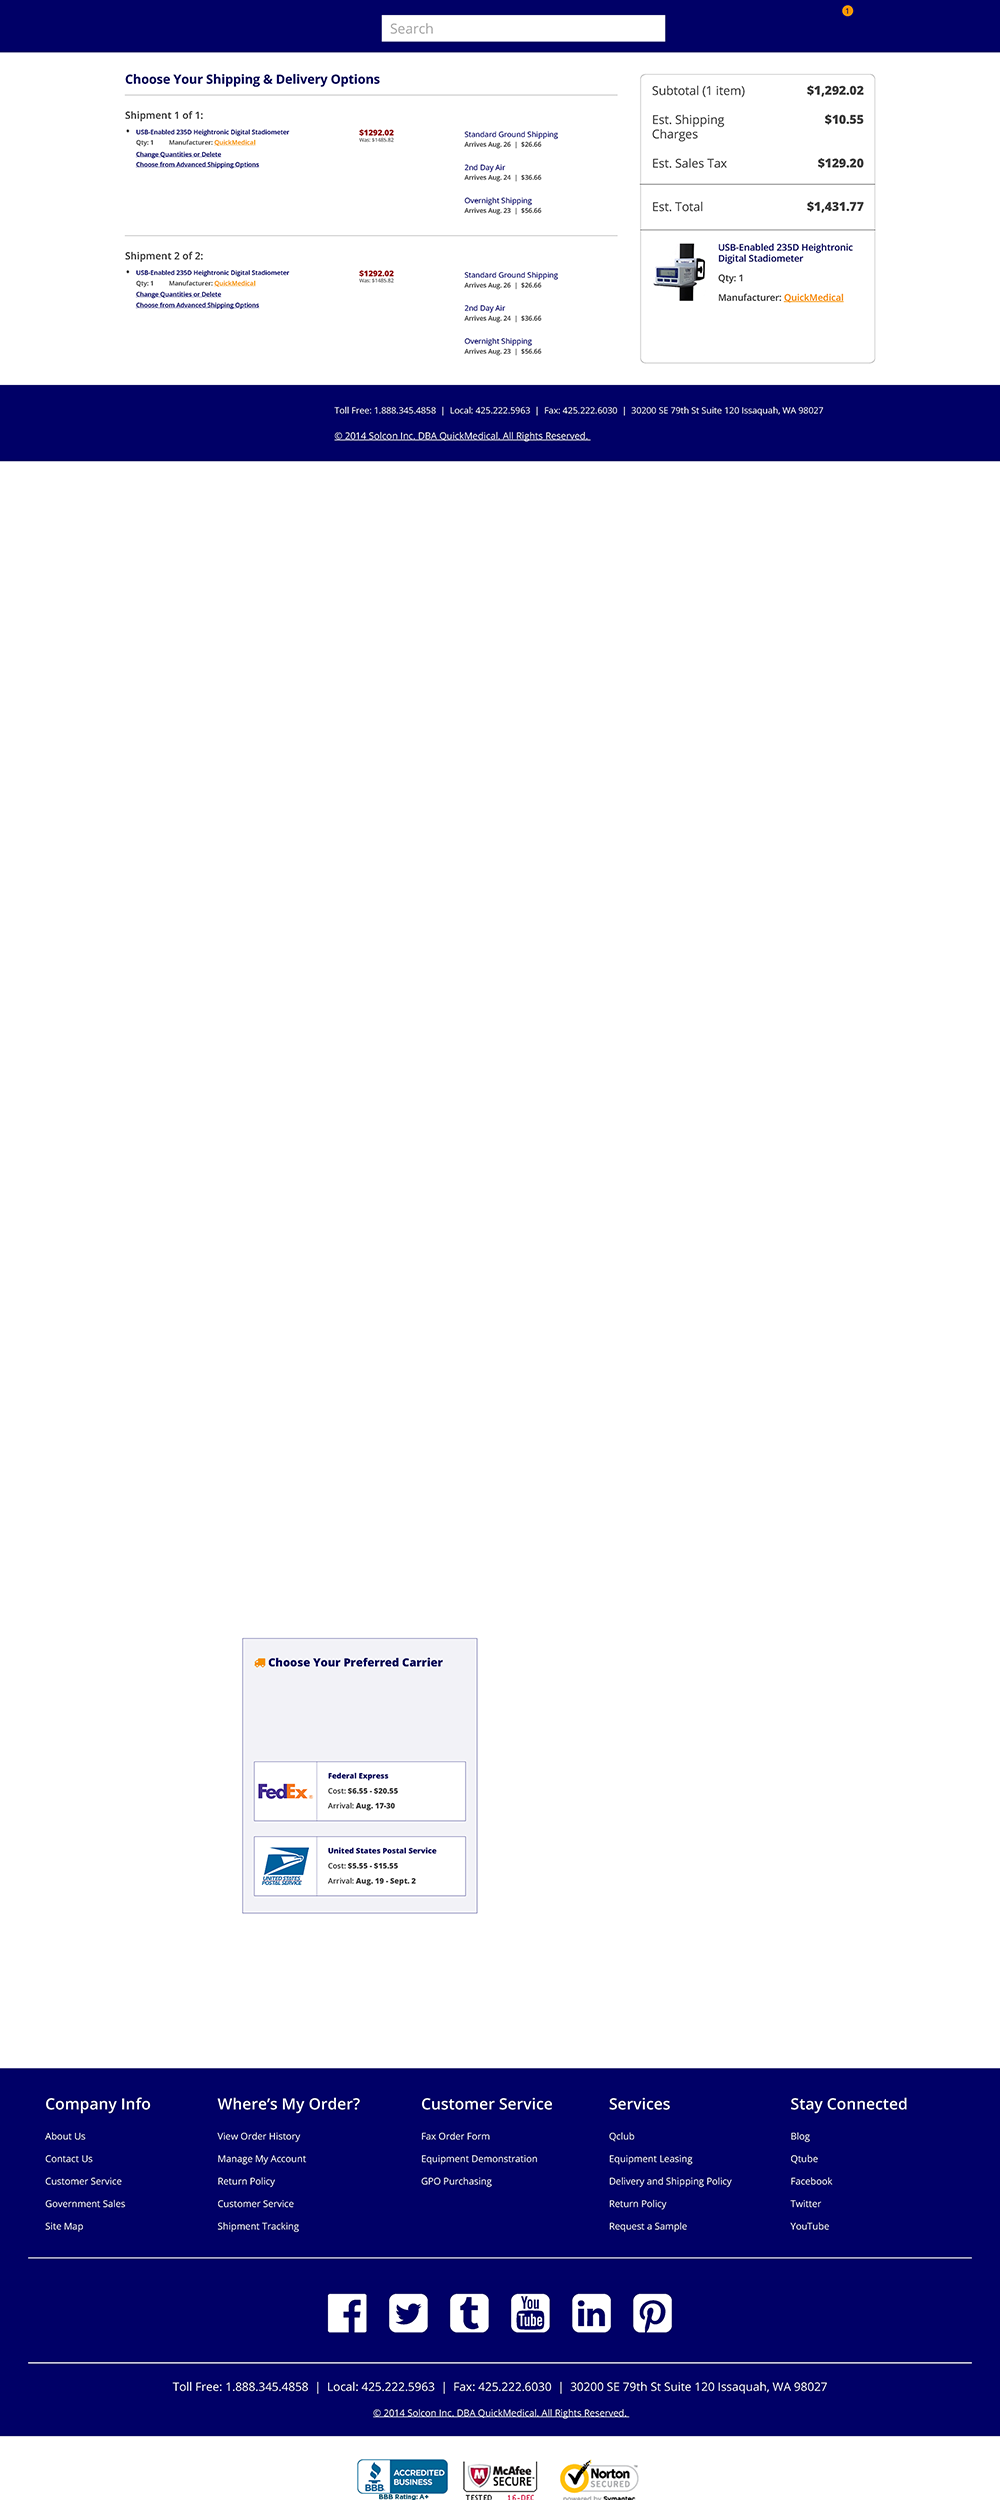 Search
1
Choose Your Shipping & Delivery Options
Shipment 1 of 1:
USB-Enabled 235D Heightronic Digital Stadiometer
Qty: 1 Manufacturer: QuickMedical
Change Quantities or Delete
Choose from Advanced Shipping Options
$1292.02
Was: $1485.82
Standard Ground Shipping
Arrives Aug. 26 | $26.66
2nd Day Air
Arrives Aug. 24 | $36.66
Overnight Shipping
Arrives Aug. 23 | $56.66
Shipment 2 of 2:
USB-Enabled 235D Heightronic Digital Stadiometer
Qty: 1 Manufacturer: QuickMedical
Change Quantities or Delete
Choose from Advanced Shipping Options
$1292.02
Was: $1485.82
Standard Ground Shipping
Arrives Aug. 26 | $26.66
2nd Day Air
Arrives Aug. 24 | $36.66
Overnight Shipping
Arrives Aug. 23 | $56.66
Subtotal (1 item) $1,292.02
Est. Shipping
Charges $10.55
Est. Sales Tax $129.20
Est. Total $1,431.77
USB-Enabled 235D Heightronic
Digital Stadiometer
Qty: 1
Manufacturer: QuickMedical
Toll Free: 1.888.345.4858 | Local: 425.222.5963 | Fax: 425.222.6030 | 30200 SE 79th St Suite 120 Issaquah, WA 98027
© 2014 Solcon Inc. DBA QuickMedical. All Rights Reserved.
Choose Your Preferred Carrier
FedEx®
Federal Express
Cost: $6.55 - $20.55
Arrival: Aug. 17-30
UNITED STATES
POSTAL SERVICE
United States Postal Service
Cost: $5.55 - $15.55
Arrival: Aug. 19 - Sept. 2
Company Info
About Us
Contact Us
Customer Service
Government Sales
Site Map
Where's My Order?
View Order History
Manage My Account
Return Policy
Customer Service
Shipment Tracking
Customer Service
Fax Order Form
Equipment Demonstration
GPO Purchasing
Services
Qclub
Equipment Leasing
Delivery and Shipping Policy
Return Policy
Request a Sample
Stay Connected
Blog
Qtube
Facebook
Twitter
YouTube
You
Tube
in
Toll Free: 1.888.345.4858 | Local: 425.222.5963 | Fax: 425.222.6030 | 30200 SE 79th St Suite 120 Issaquah, WA 98027
© 2014 Solcon Inc. DBA QuickMedical. All Rights Reserved.
BBB
ACCREDITED
BUSINESS
BBB Rating: A+
McAfee
SECURE
TESTED 16-DEC
Norton
SECURED
powered by Symantec